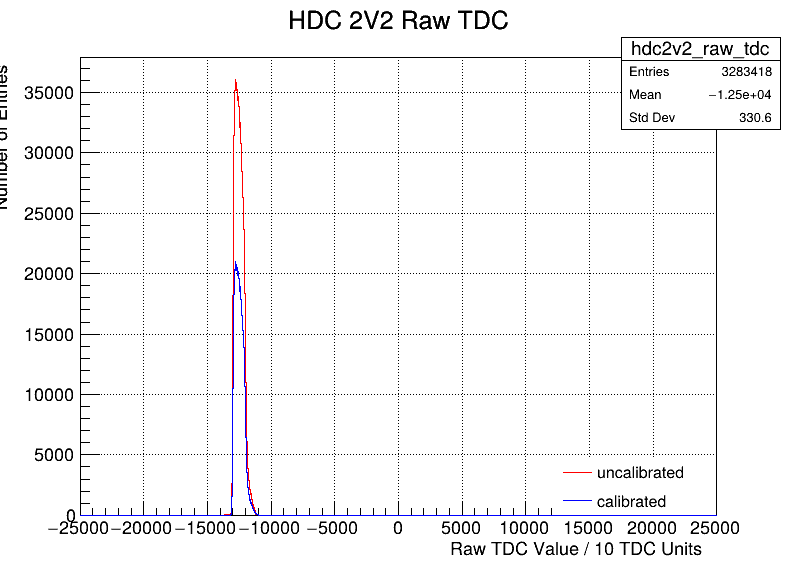 HDC 2V2 Raw TDC
hdc2v2_raw_tdc
Entries 3283418
Mean −1.25e+04
Std Dev 330.6
Number of Entries
35000
30000
25000
20000
15000
10000
5000
0
−25000 −20000 −15000 −10000 −5000 0 5000 10000 15000 20000 25000
Raw TDC Value / 10 TDC Units
uncalibrated
calibrated